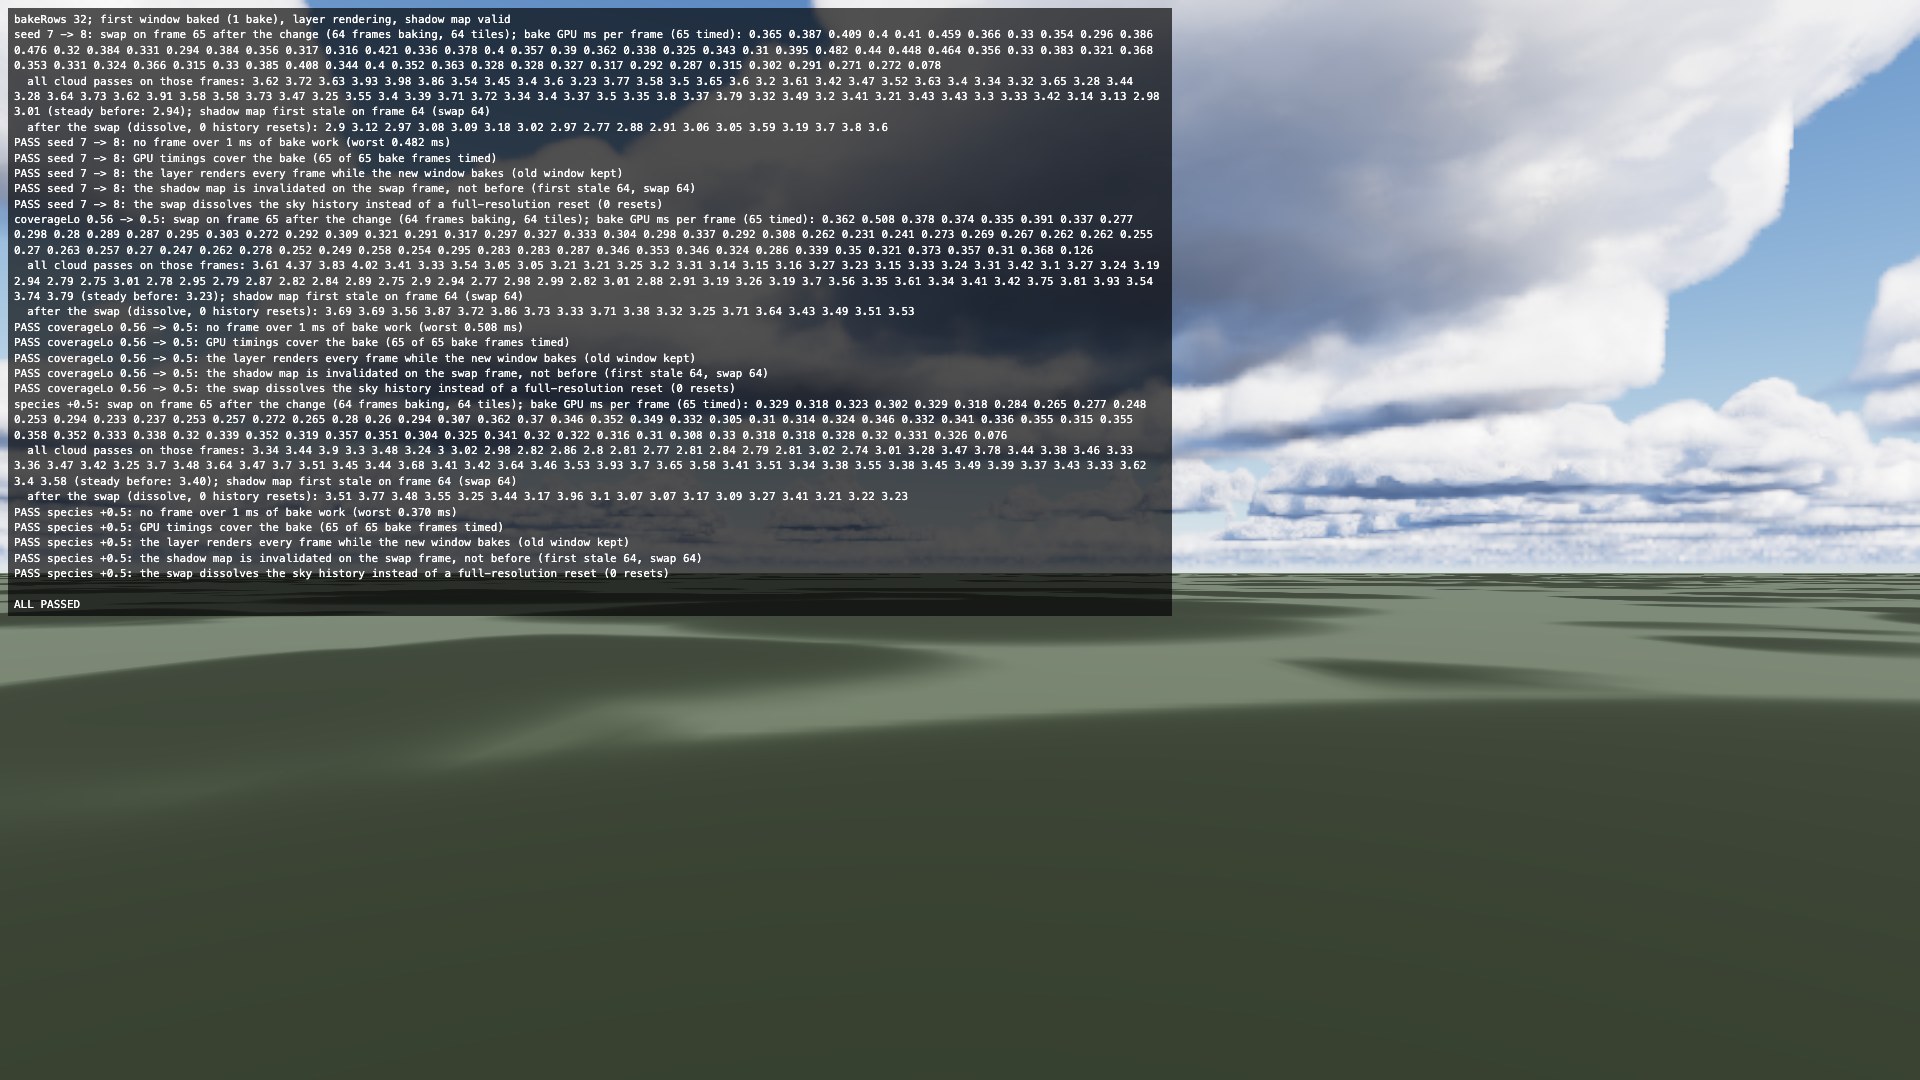 bakeRows 32; first window baked (1 bake), layer rendering, shadow map valid
seed 7 -> 8: swap on frame 65 after the change (64 frames baking, 64 tiles); bake GPU ms per frame (65 timed): 0.365 0.387 0.409 0.4 0.41 0.459 0.366 0.33 0.354 0.296 0.386
0.476 0.32 0.384 0.331 0.294 0.384 0.356 0.317 0.316 0.421 0.336 0.378 0.4 0.357 0.39 0.362 0.338 0.325 0.343 0.31 0.395 0.482 0.44 0.448 0.464 0.356 0.33 0.383 0.321 0.368
0.353 0.331 0.324 0.366 0.315 0.33 0.385 0.408 0.344 0.4 0.352 0.363 0.328 0.328 0.327 0.317 0.292 0.287 0.315 0.302 0.291 0.271 0.272 0.078
  all cloud passes on those frames: 3.62 3.72 3.63 3.93 3.98 3.86 3.54 3.45 3.4 3.6 3.23 3.77 3.58 3.5 3.65 3.6 3.2 3.61 3.42 3.47 3.52 3.63 3.4 3.34 3.32 3.65 3.28 3.44
3.28 3.64 3.73 3.62 3.91 3.58 3.58 3.73 3.47 3.25 3.55 3.4 3.39 3.71 3.72 3.34 3.4 3.37 3.5 3.35 3.8 3.37 3.79 3.32 3.49 3.2 3.41 3.21 3.43 3.43 3.3 3.33 3.42 3.14 3.13 2.98
3.01 (steady before: 2.94); shadow map first stale on frame 64 (swap 64)
  after the swap (dissolve, 0 history resets): 2.9 3.12 2.97 3.08 3.09 3.18 3.02 2.97 2.77 2.88 2.91 3.06 3.05 3.59 3.19 3.7 3.8 3.6
PASS seed 7 -> 8: no frame over 1 ms of bake work (worst 0.482 ms)
PASS seed 7 -> 8: GPU timings cover the bake (65 of 65 bake frames timed)
PASS seed 7 -> 8: the layer renders every frame while the new window bakes (old window kept)
PASS seed 7 -> 8: the shadow map is invalidated on the swap frame, not before (first stale 64, swap 64)
PASS seed 7 -> 8: the swap dissolves the sky history instead of a full-resolution reset (0 resets)
coverageLo 0.56 -> 0.5: swap on frame 65 after the change (64 frames baking, 64 tiles); bake GPU ms per frame (65 timed): 0.362 0.508 0.378 0.374 0.335 0.391 0.337 0.277
0.298 0.28 0.289 0.287 0.295 0.303 0.272 0.292 0.309 0.321 0.291 0.317 0.297 0.327 0.333 0.304 0.298 0.337 0.292 0.308 0.262 0.231 0.241 0.273 0.269 0.267 0.262 0.262 0.255
0.27 0.263 0.257 0.27 0.247 0.262 0.278 0.252 0.249 0.258 0.254 0.295 0.283 0.283 0.287 0.346 0.353 0.346 0.324 0.286 0.339 0.35 0.321 0.373 0.357 0.31 0.368 0.126
  all cloud passes on those frames: 3.61 4.37 3.83 4.02 3.41 3.33 3.54 3.05 3.05 3.21 3.21 3.25 3.2 3.31 3.14 3.15 3.16 3.27 3.23 3.15 3.33 3.24 3.31 3.42 3.1 3.27 3.24 3.19
2.94 2.79 2.75 3.01 2.78 2.95 2.79 2.87 2.82 2.84 2.89 2.75 2.9 2.94 2.77 2.98 2.99 2.82 3.01 2.88 2.91 3.19 3.26 3.19 3.7 3.56 3.35 3.61 3.34 3.41 3.42 3.75 3.81 3.93 3.54
3.74 3.79 (steady before: 3.23); shadow map first stale on frame 64 (swap 64)
  after the swap (dissolve, 0 history resets): 3.69 3.69 3.56 3.87 3.72 3.86 3.73 3.33 3.71 3.38 3.32 3.25 3.71 3.64 3.43 3.49 3.51 3.53
PASS coverageLo 0.56 -> 0.5: no frame over 1 ms of bake work (worst 0.508 ms)
PASS coverageLo 0.56 -> 0.5: GPU timings cover the bake (65 of 65 bake frames timed)
PASS coverageLo 0.56 -> 0.5: the layer renders every frame while the new window bakes (old window kept)
PASS coverageLo 0.56 -> 0.5: the shadow map is invalidated on the swap frame, not before (first stale 64, swap 64)
PASS coverageLo 0.56 -> 0.5: the swap dissolves the sky history instead of a full-resolution reset (0 resets)
species +0.5: swap on frame 65 after the change (64 frames baking, 64 tiles); bake GPU ms per frame (65 timed): 0.329 0.318 0.323 0.302 0.329 0.318 0.284 0.265 0.277 0.248
0.253 0.294 0.233 0.237 0.253 0.257 0.272 0.265 0.28 0.26 0.294 0.307 0.362 0.37 0.346 0.352 0.349 0.332 0.305 0.31 0.314 0.324 0.346 0.332 0.341 0.336 0.355 0.315 0.355
0.358 0.352 0.333 0.338 0.32 0.339 0.352 0.319 0.357 0.351 0.304 0.325 0.341 0.32 0.322 0.316 0.31 0.308 0.33 0.318 0.318 0.328 0.32 0.331 0.326 0.076
  all cloud passes on those frames: 3.34 3.44 3.9 3.3 3.48 3.24 3 3.02 2.98 2.82 2.86 2.8 2.81 2.77 2.81 2.84 2.79 2.81 3.02 2.74 3.01 3.28 3.47 3.78 3.44 3.38 3.46 3.33
3.36 3.47 3.42 3.25 3.7 3.48 3.64 3.47 3.7 3.51 3.45 3.44 3.68 3.41 3.42 3.64 3.46 3.53 3.93 3.7 3.65 3.58 3.41 3.51 3.34 3.38 3.55 3.38 3.45 3.49 3.39 3.37 3.43 3.33 3.62
3.4 3.58 (steady before: 3.40); shadow map first stale on frame 64 (swap 64)
  after the swap (dissolve, 0 history resets): 3.51 3.77 3.48 3.55 3.25 3.44 3.17 3.96 3.1 3.07 3.07 3.17 3.09 3.27 3.41 3.21 3.22 3.23
PASS species +0.5: no frame over 1 ms of bake work (worst 0.370 ms)
PASS species +0.5: GPU timings cover the bake (65 of 65 bake frames timed)
PASS species +0.5: the layer renders every frame while the new window bakes (old window kept)
PASS species +0.5: the shadow map is invalidated on the swap frame, not before (first stale 64, swap 64)
PASS species +0.5: the swap dissolves the sky history instead of a full-resolution reset (0 resets)
ALL PASSED